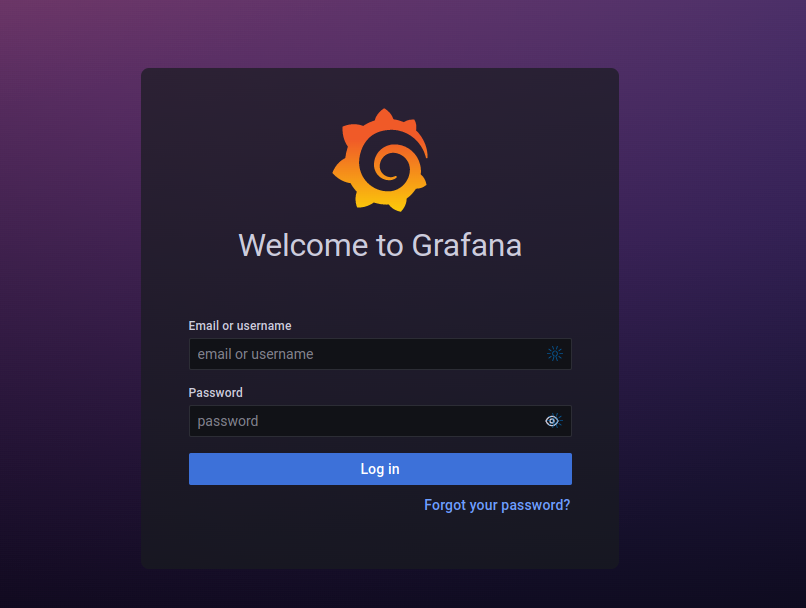 Welcome to Grafana
Email or username
email or username
Password
password
Log in
Forgot your password?